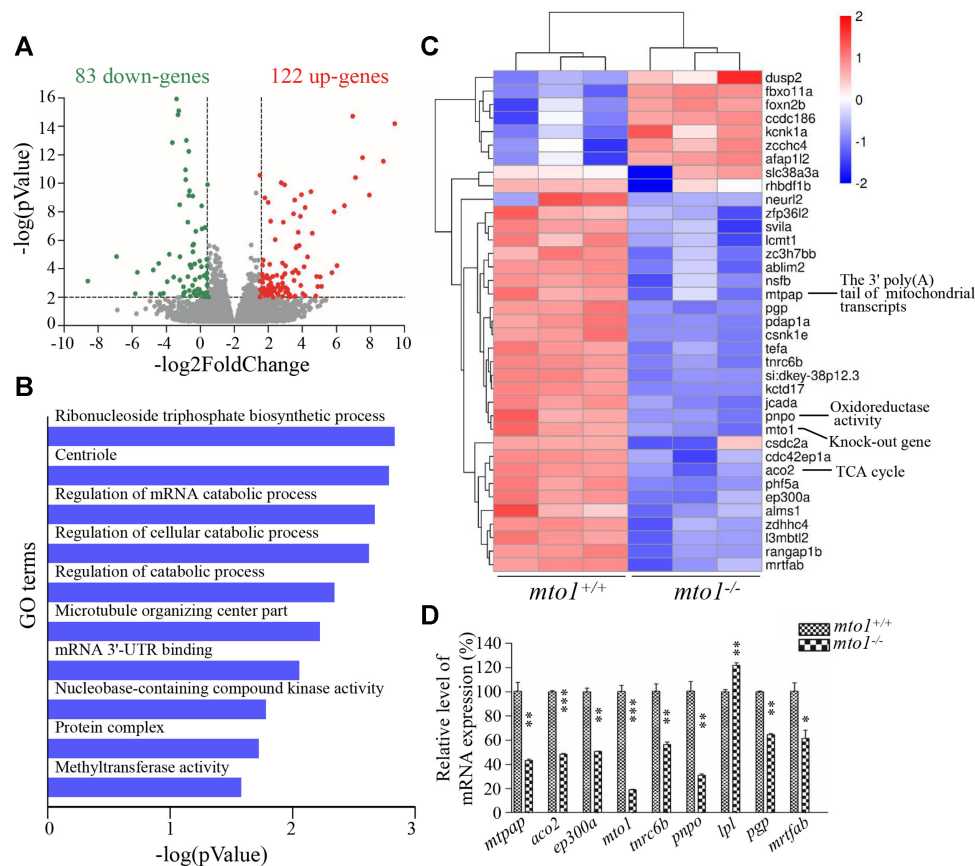 A
83 down-genes
122 up-genes
16
14
12
10
8
6
4
2
0
-log(pValue)
-10
-8
-6
-4
-2
0
-2
0
2
4
6
8
10
-log2FoldChange
B
GO terms
Ribonucleoside triphosphate biosynthetic process
Centriole
Regulation of mRNA catabolic process
Regulation of cellular catabolic process
Regulation of catabolic process
Microtubule organizing center part
mRNA 3'-UTR binding
Nucleobase-containing compound kinase activity
Protein complex
Methyltransferase activity
0
1
2
3
-log(pValue)
C
2
1
0
-1
-2
dusp2
fbxo11a
foxn2b
ccdc186
kcnk1a
zcchc4
afap1l2
slc38a3a
rhbdf1b
neurl2
zfp36l2
svila
lcmt1
zc3h7bb
ablim2
nsfb
mtpap
pgp
pdap1a
csnk1e
tefa
tnrc6b
si:dkey-38p12.3
kctd17
jcada
pnpo
mto1
csdc2a
cdc42ep1a
aco2
phf5a
ep300a
alms1
zdhhc4
l3mbtl2
rangap1b
mrtfab
The 3' poly(A)
tail of mitochondrial
transcripts
Oxidoreductase
activity
Knock-out gene
TCA cycle
mto1+/+
mto1-/-
D
mto1+/+
mto1-/-
Relative level of
mRNA expression (%)
140
120
100
80
60
40
20
0
**
***
**
***
**
**
**
**
*
mtpap
aco2
ep300a
mto1
tnrc6b
pnpo
lpl
pgp
mrtfab